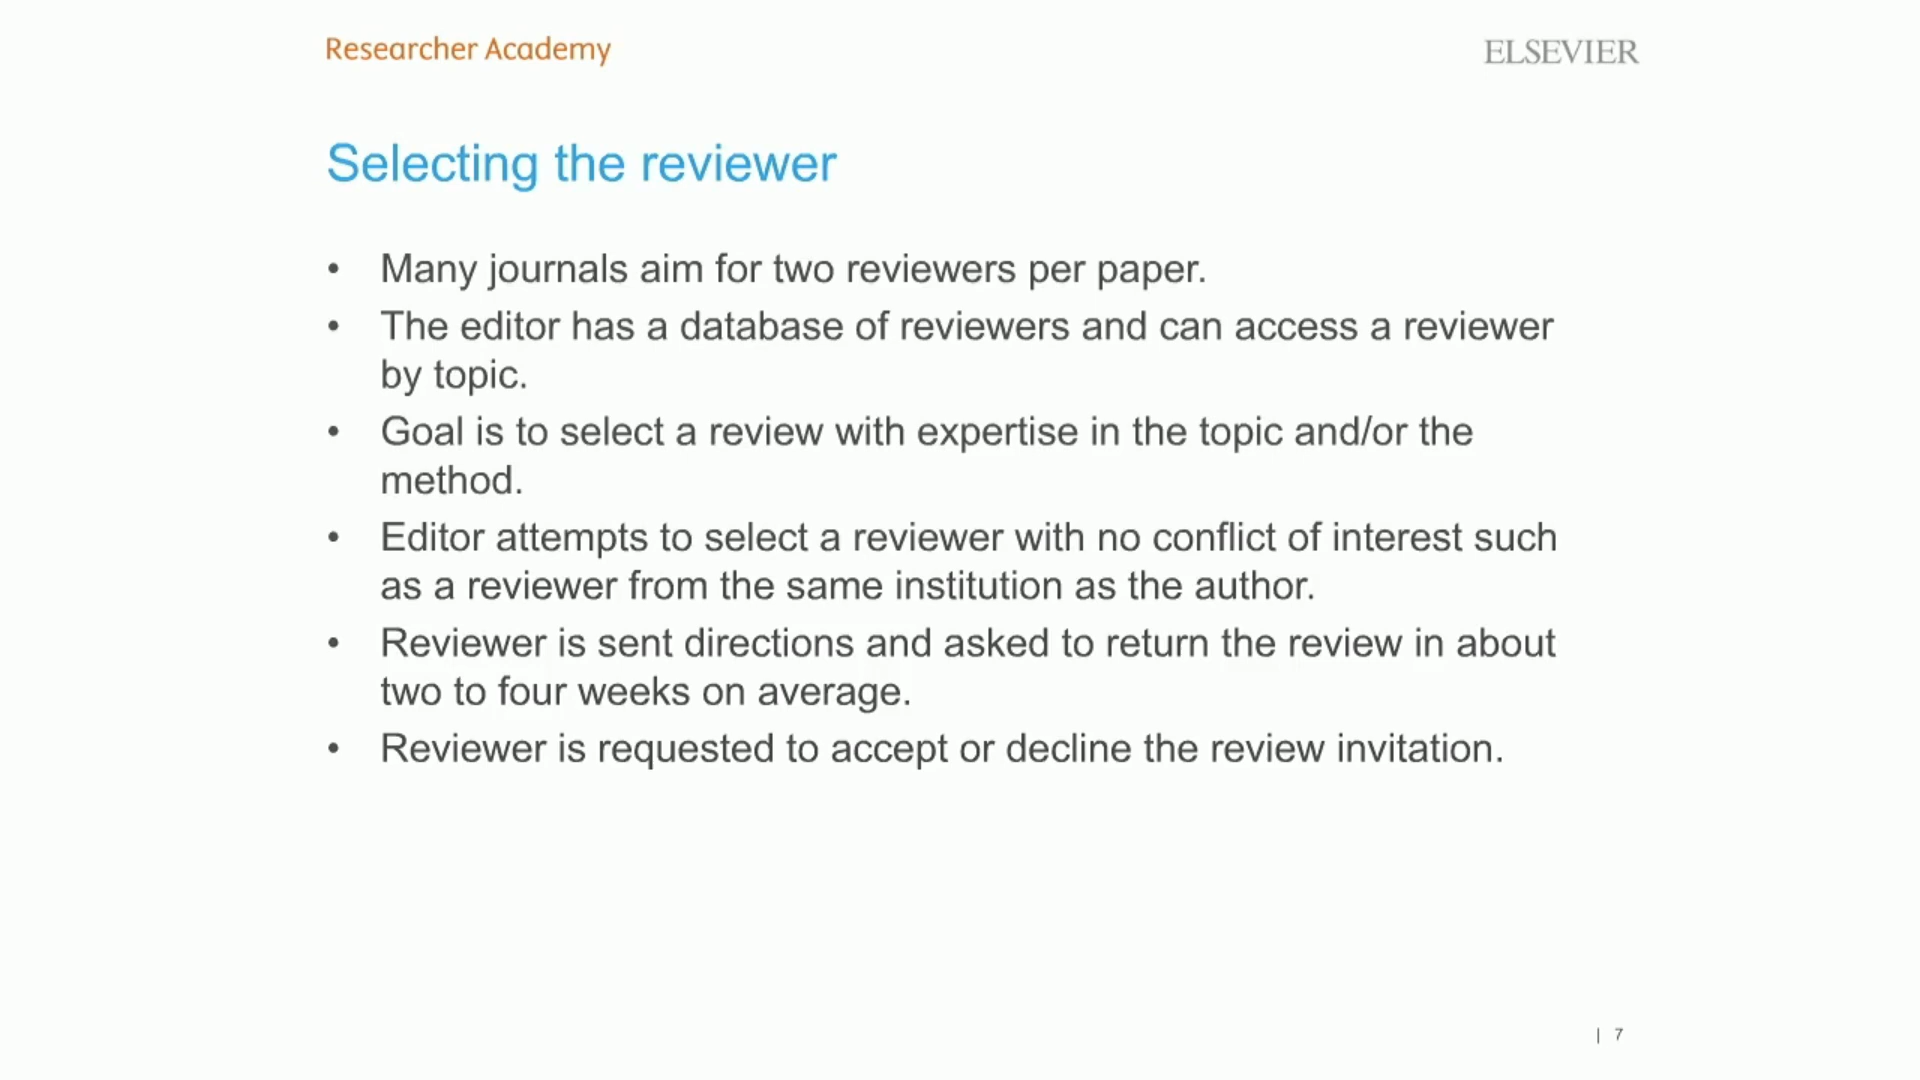 Researcher Academy
ELSEVIER
Selecting the reviewer
• Many journals aim for two reviewers per paper.
• The editor has a database of reviewers and can access a reviewer
by topic.
• Goal is to select a review with expertise in the topic and/or the
method.
• Editor attempts to select a reviewer with no conflict of interest such
as a reviewer from the same institution as the author.
• Reviewer is sent directions and asked to return the review in about
two to four weeks on average.
• Reviewer is requested to accept or decline the review invitation.
| 7